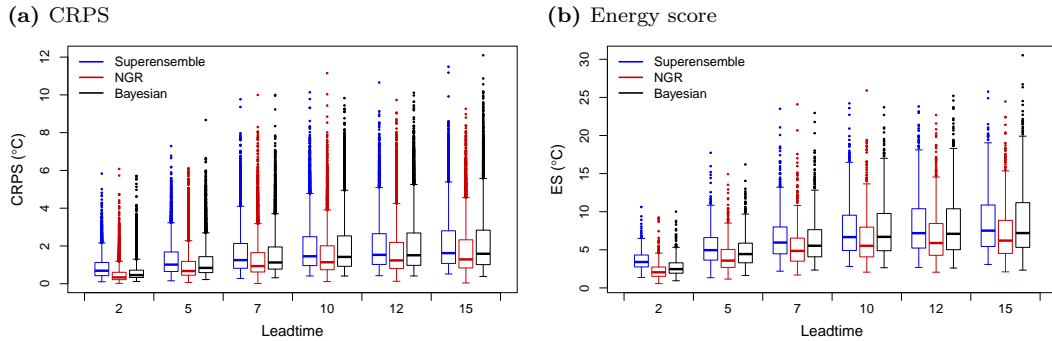 (a) CRPS
CRPS (°C)
12
10
8
6
4
2
0
Superensemble
NGR
Bayesian
2 5 7 10 12 15
Leadtime
(b) Energy score
ES (°C)
30
25
20
15
10
5
0
Superensemble
NGR
Bayesian
2 5 7 10 12 15
Leadtime